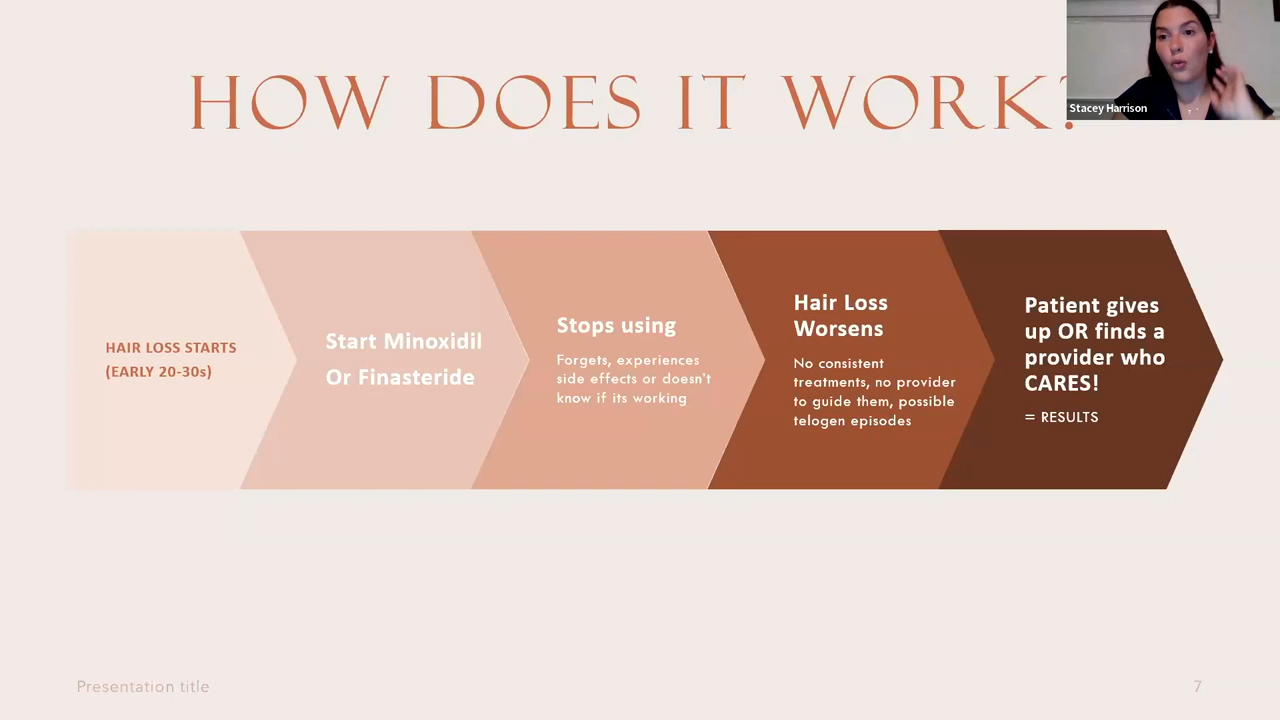 HOW DOES IT WORK?
Stacey Harrison
HAIR LOSS STARTS
(EARLY 20-30s)
Start Minoxidil
Or Finasteride
Stops using
Forgets, experiences
side effects or doesn't
know if its working
Hair Loss
Worsens
No consistent
treatments, no provider
to guide them, possible
telogen episodes
Patient gives
up OR finds a
provider who
CARES!
= RESULTS
Presentation title
7